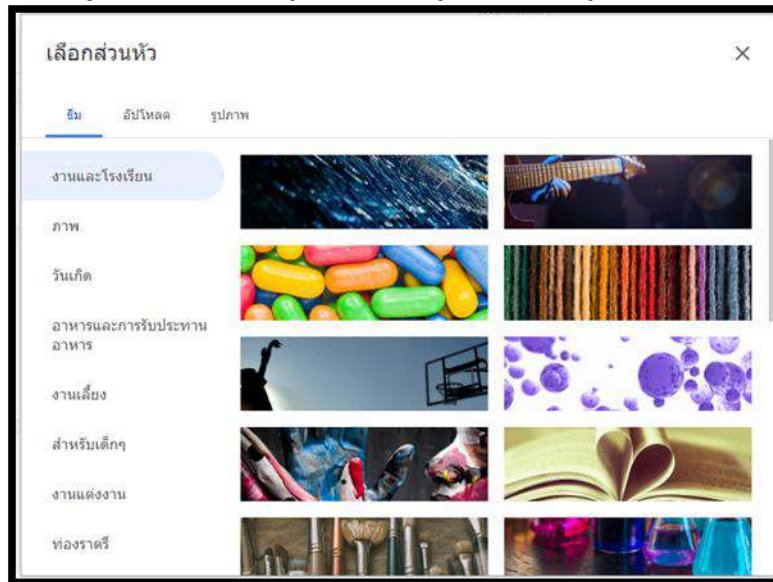 เลือกส่วนหัว
ธีม อัปโหลด รูปภาพ
งานและโรงเรียน
ภาพ
วันเกิด
อาหารและการรับประทาน
อาหาร
งานเลี้ยง
สำหรับเด็กๆ
งานแต่งงาน
ท่องราตรี